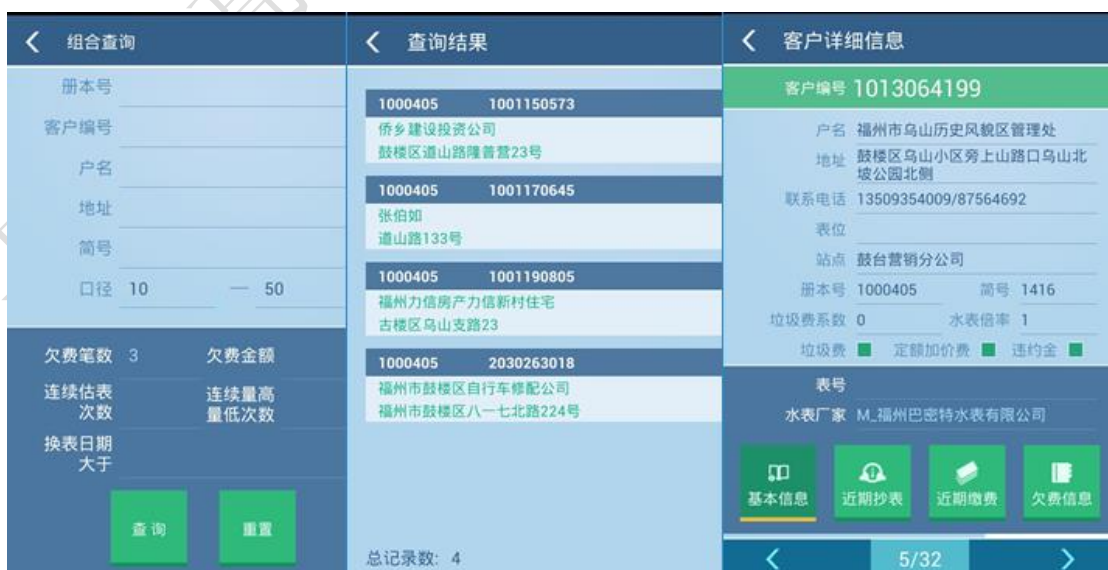 组合查询
册本号
客户编号
户名
地址
简号
口径 10 — 50
欠费笔数 3 欠费金额
连续估表次数 连续量高量低次数
换表日期大于
查询 重置
查询结果
1000405 1001150573
侨乡建设投资公司
鼓楼区道山路隆普营23号
1000405 1001170645
张伯如
道山路133号
1000405 1001190805
福州力信房产力信新村住宅
古楼区乌山支路23
1000405 2030263018
福州市鼓楼区自行车修配公司
福州市鼓楼区八一七北路224号
总记录数: 4
客户详细信息
客户编号 1013064199
户名 福州市乌山历史风貌区管理处
地址 鼓楼区乌山小区旁上山路口乌山北
坡公园北侧
联系电话 13509354009/87564692
表位
站点 鼓台营销分公司
册本号 1000405 简号 1416
垃圾费系数 0 水表倍率 1
垃圾费 定额加价费 违约金
表号
水表厂家 M_福州巴密特水表有限公司
基本信息 近期抄表 近期缴费 欠费信息
5/32